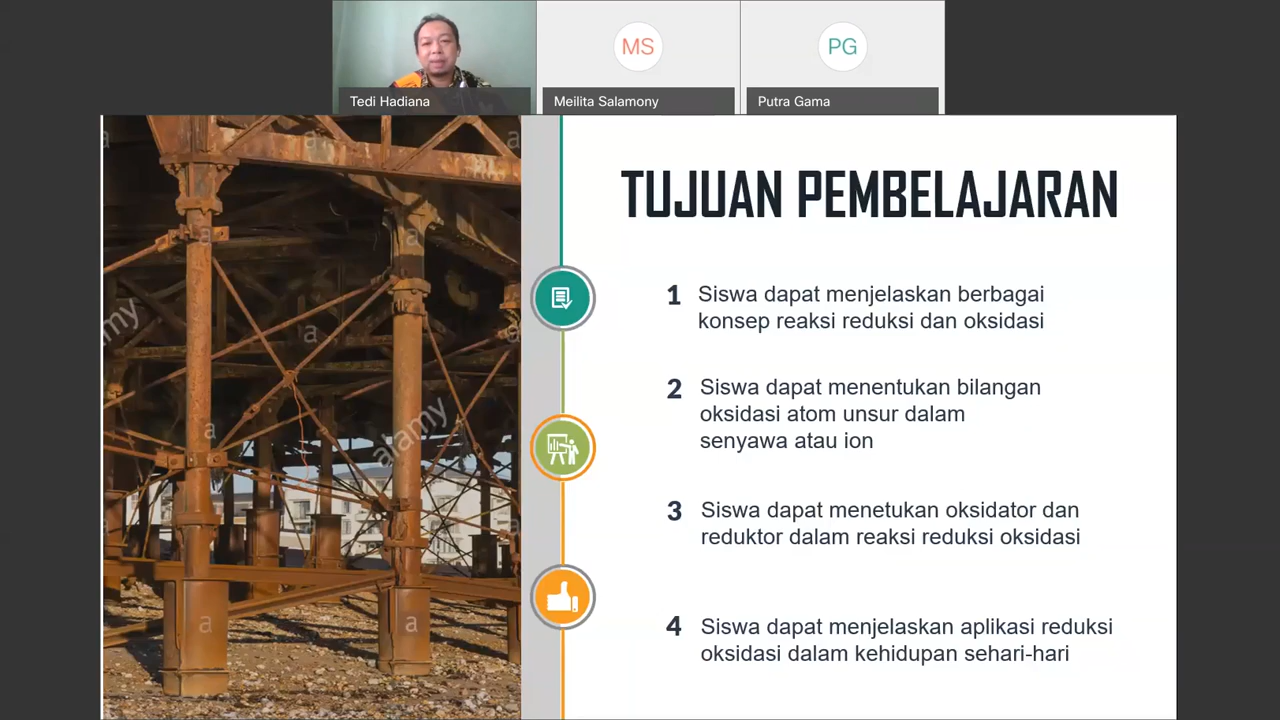 MS
PG
Tedi Hadiana
Meilita Salamony
Putra Gama
TUJUAN PEMBELAJARAN
1 Siswa dapat menjelaskan berbagai
konsep reaksi reduksi dan oksidasi
2 Siswa dapat menentukan bilangan
oksidasi atom unsur dalam
senyawa atau ion
3 Siswa dapat menetukan oksidator dan
reduktor dalam reaksi reduksi oksidasi
4 Siswa dapat menjelaskan aplikasi reduksi
oksidasi dalam kehidupan sehari-hari
alamy
a
a
a
a
a
a
a
a
a